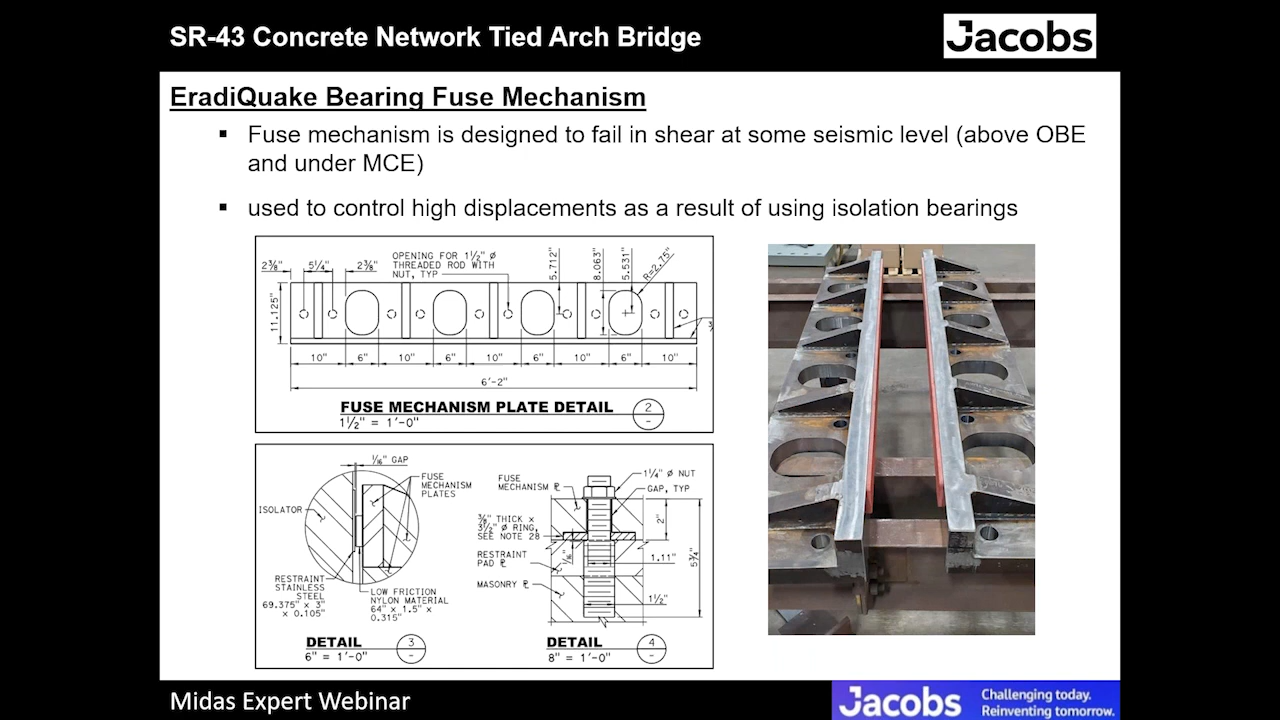 SR-43 Concrete Network Tied Arch Bridge
Jacobs
EradiQuake Bearing Fuse Mechanism
▪ Fuse mechanism is designed to fail in shear at some seismic level (above OBE
and under MCE)
▪ used to control high displacements as a result of using isolation bearings
OPENING FOR 1½" Ø
THREADED ROD WITH
NUT, TYP
2⅜" 5¼" 2⅜"
5.712"
8.063"
5.531"
R=2.75"
11.125"
10" 6" 10" 6" 10" 6" 10" 6" 10"
6'-2"
FUSE MECHANISM PLATE DETAIL
1½" = 1'-0"
2
-
1/16" GAP
FUSE
MECHANISM
PLATES
ISOLATOR
RESTRAINT
STAINLESS
STEEL
69.375" x 3"
x 0.105"
LOW FRICTION
NYLON MATERIAL
64" x 1.5" x
0.315"
DETAIL
6" = 1'-0"
3
-
FUSE
MECHANISM ℄
1¼" Ø NUT
GAP, TYP
⅜" THICK x
3½" Ø RING,
SEE NOTE 28
2"
RESTRAINT
PAD ℄
1.11"
5¾"
MASONRY ℄
1½"
DETAIL
8" = 1'-0"
4
-
Midas Expert Webinar
Jacobs
Challenging today.
Reinventing tomorrow.